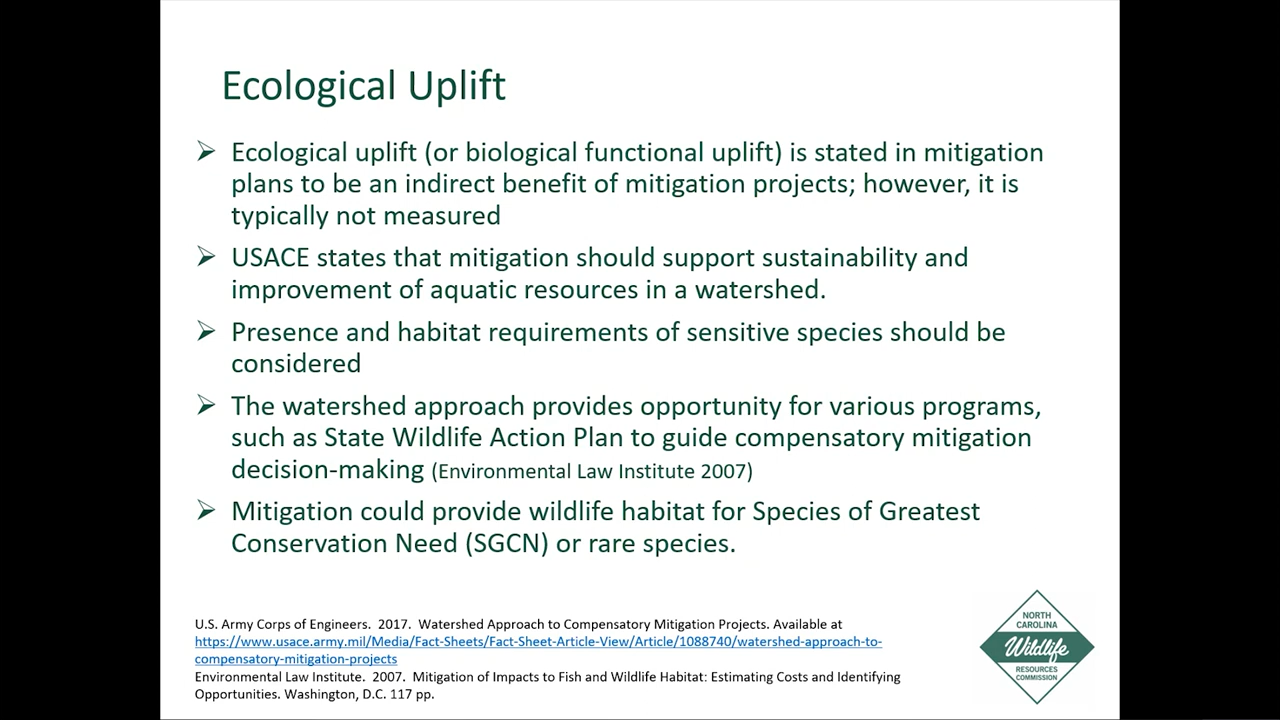 Ecological Uplift
Ecological uplift (or biological functional uplift) is stated in mitigation
plans to be an indirect benefit of mitigation projects; however, it is
typically not measured
USACE states that mitigation should support sustainability and
improvement of aquatic resources in a watershed.
Presence and habitat requirements of sensitive species should be
considered
The watershed approach provides opportunity for various programs,
such as State Wildlife Action Plan to guide compensatory mitigation
decision-making (Environmental Law Institute 2007)
Mitigation could provide wildlife habitat for Species of Greatest
Conservation Need (SGCN) or rare species.
U.S. Army Corps of Engineers.  2017.  Watershed Approach to Compensatory Mitigation Projects. Available at
https://www.usace.army.mil/Media/Fact-Sheets/Fact-Sheet-Article-View/Article/1088740/watershed-approach-to-
compensatory-mitigation-projects
Environmental Law Institute.  2007.  Mitigation of Impacts to Fish and Wildlife Habitat: Estimating Costs and Identifying
Opportunities. Washington, D.C. 117 pp.
NORTH
CAROLINA
Wildlife
RESOURCES
COMMISSION